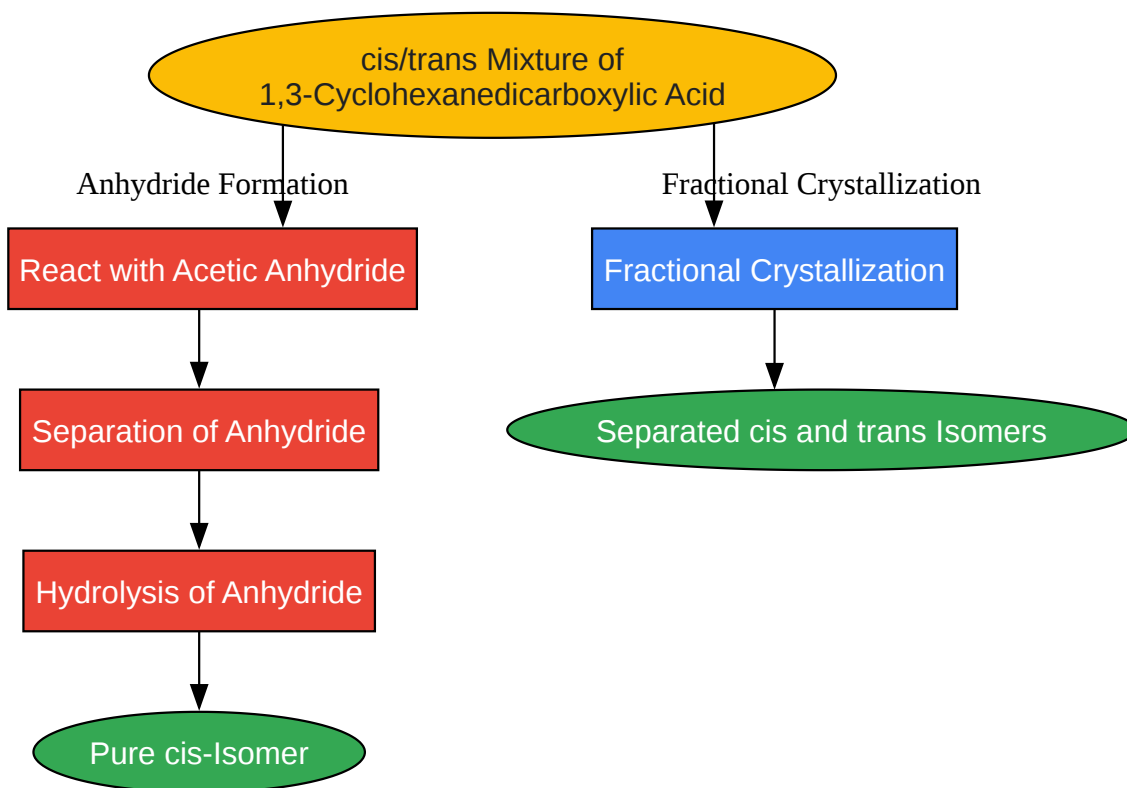 cis/trans Mixture of
1,3-Cyclohexanedicarboxylic Acid
Anhydride Formation
Fractional Crystallization
React with Acetic Anhydride
Fractional Crystallization
Separation of Anhydride
Separated cis and trans Isomers
Hydrolysis of Anhydride
Pure cis-Isomer